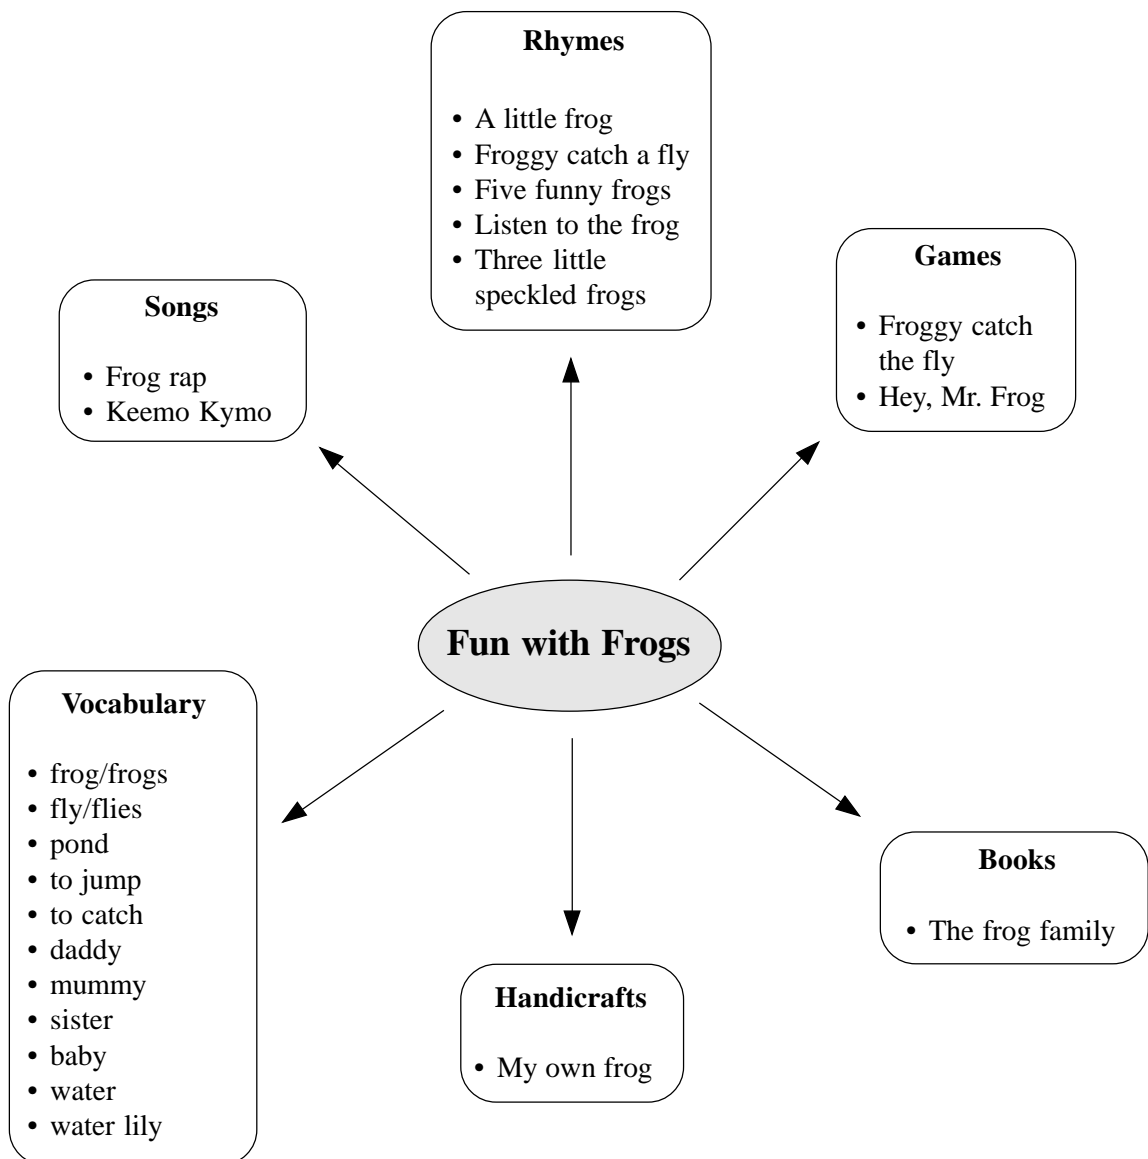 Rhymes
• A little frog
• Froggy catch a fly
• Five funny frogs
• Listen to the frog
• Three little
speckled frogs
Games
• Froggy catch
the fly
• Hey, Mr. Frog
Songs
• Frog rap
• Keemo Kymo
Fun with Frogs
Vocabulary
• frog/frogs
• fly/flies
• pond
• to jump
• to catch
• daddy
• mummy
• sister
• baby
• water
• water lily
Books
• The frog family
Handicrafts
• My own frog